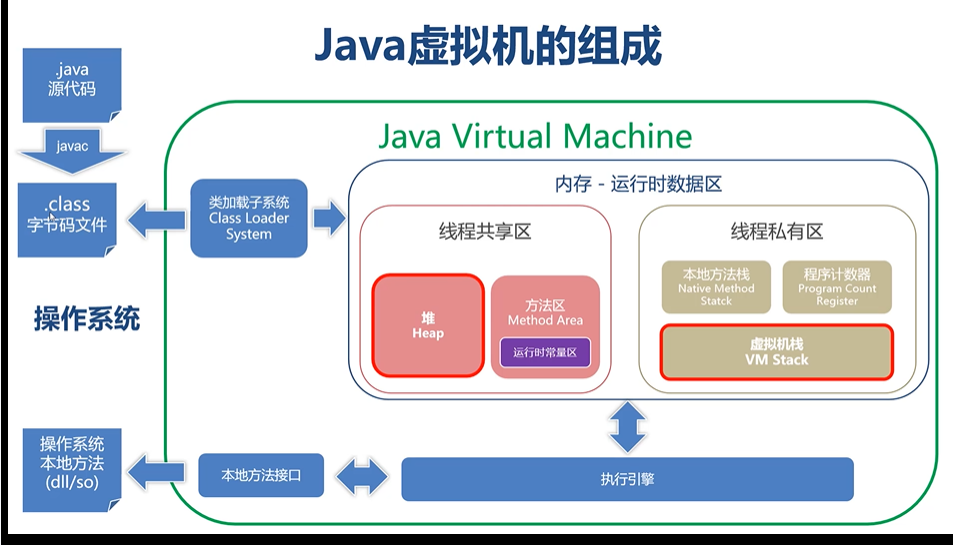 Java虚拟机的组成
.java
源代码
javac
.class
字节码文件
操作系统
操作系统
本地方法
(dll/so)
Java Virtual Machine
类加载子系统
Class Loader
System
内存 - 运行时数据区
线程共享区
堆
Heap
方法区
Method Area
运行时常量区
线程私有区
本地方法栈
Native Method
Statck
程序计数器
Program Count
Register
虚拟机栈
VM Stack
本地方法接口
执行引擎